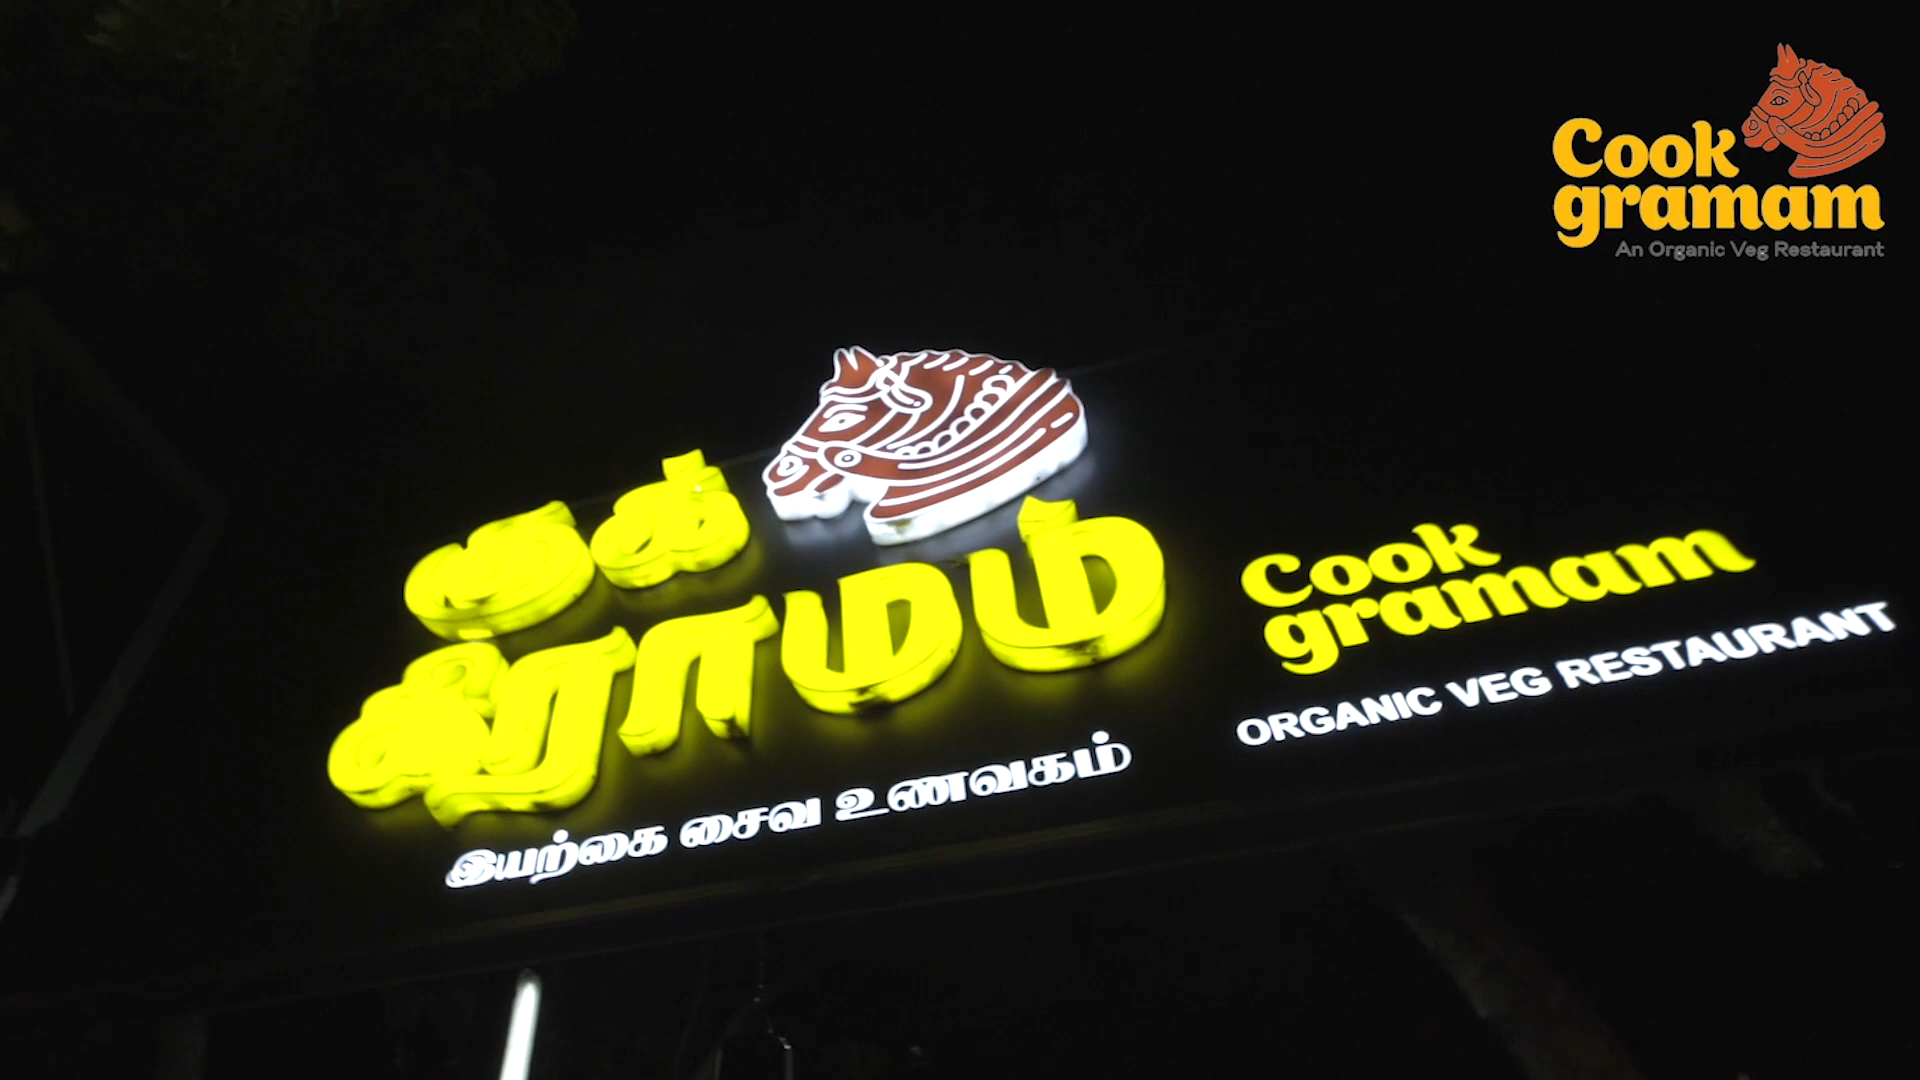 Cook
gramam
An Organic Veg Restaurant
குக்
கிராமம்
இயற்கை சைவ உணவகம்
Cook
gramam
ORGANIC VEG RESTAURANT